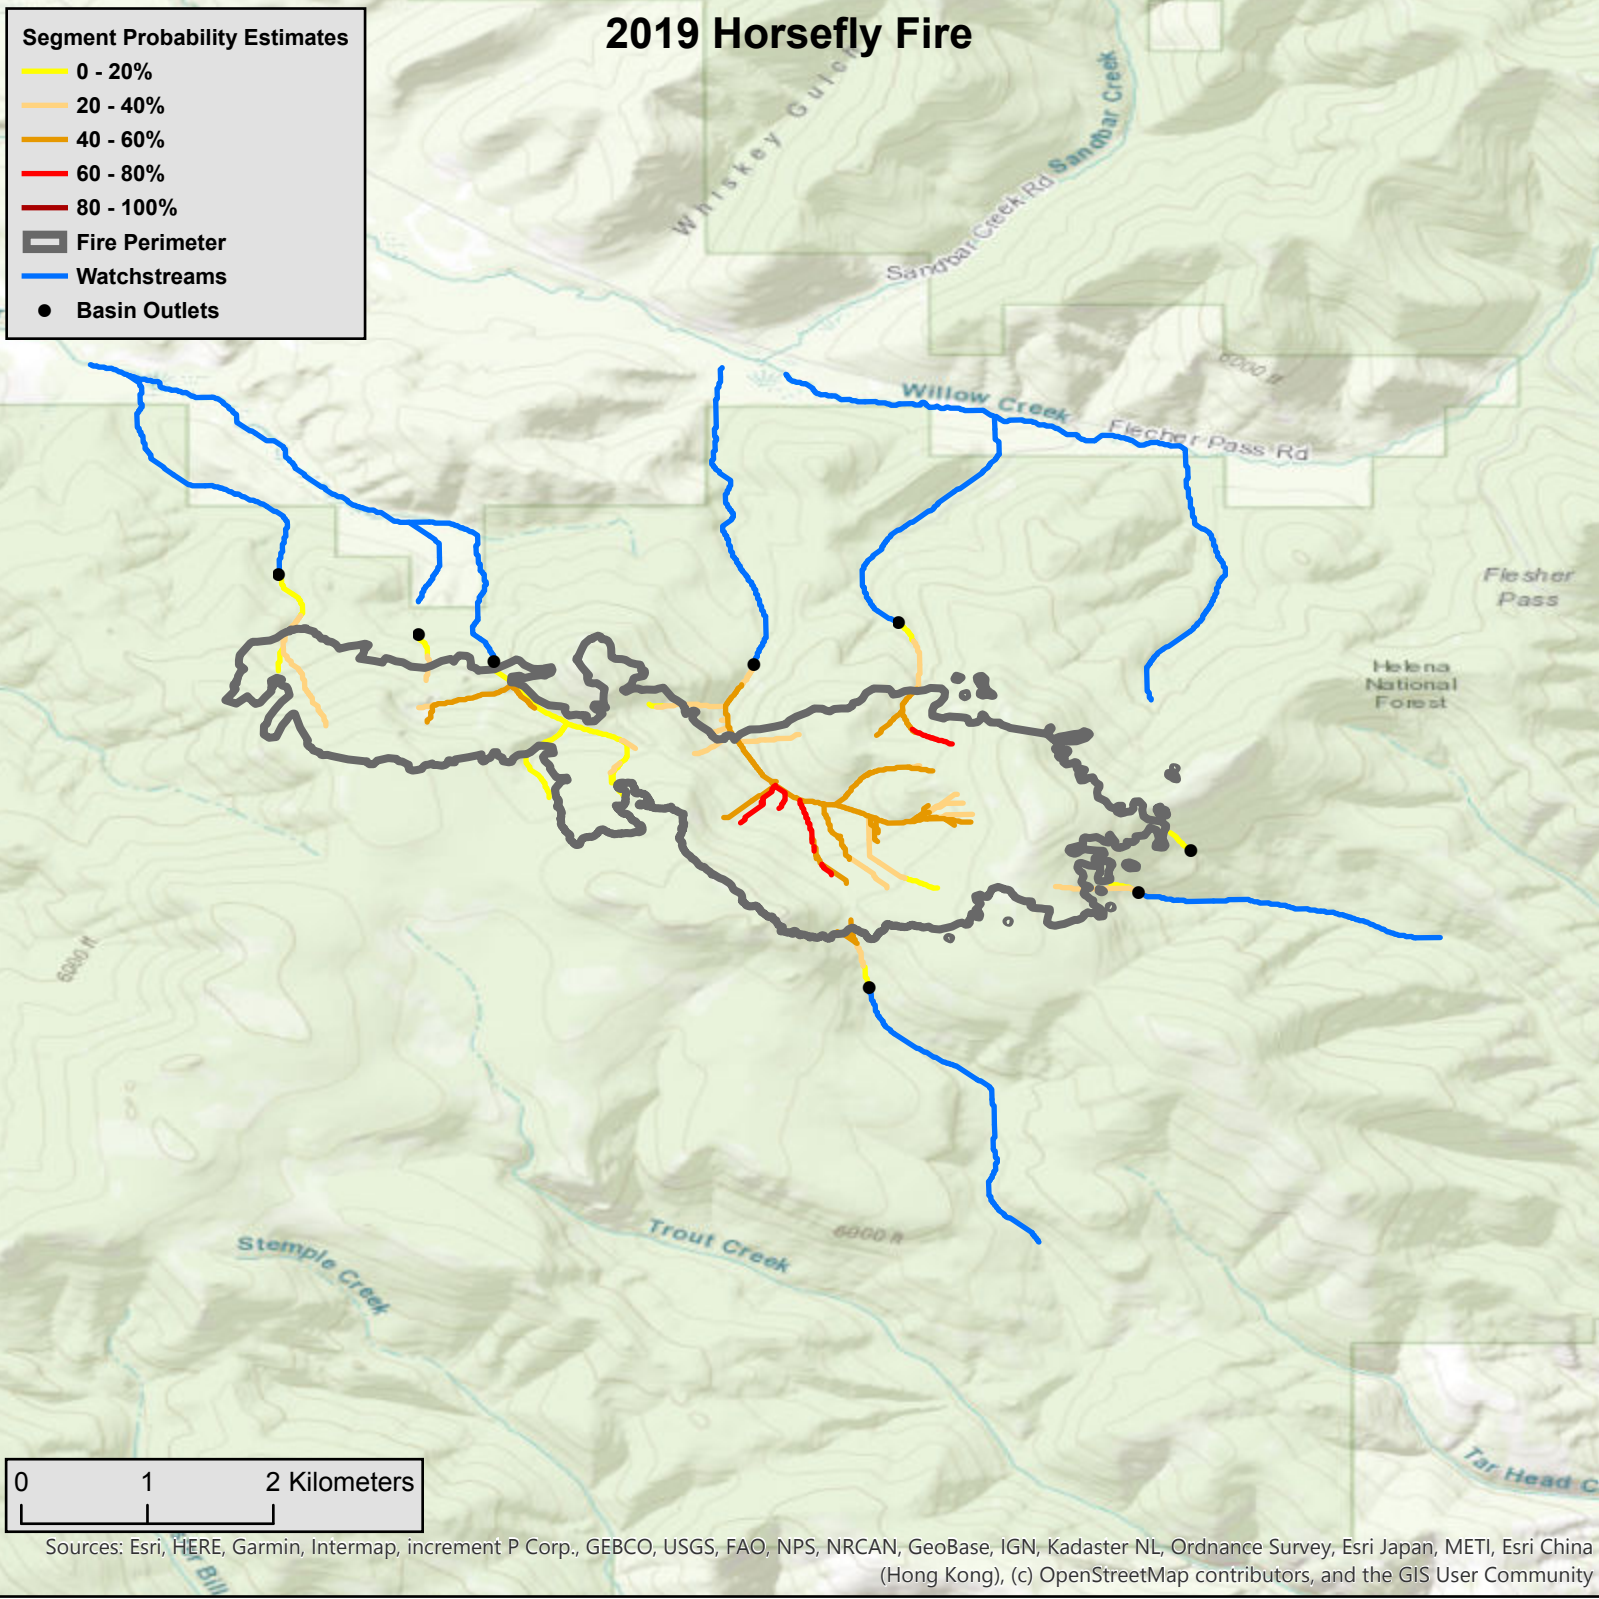 2019 Horsefly Fire
Segment Probability Estimates
0 - 20%
20 - 40%
40 - 60%
60 - 80%
80 - 100%
Fire Perimeter
Watchstreams
Basin Outlets
Whiskey Gulch
Sandbar Creek
Sandbar Creek Rd
6000 ft
Willow Creek
Flecher Pass Rd
Flesher
Pass
Helena
National
Forest
6000 ft
Trout Creek
6000 ft
Stemple Creek
Tar Head C
0 1 2 Kilometers
Bill
Sources: Esri, HERE, Garmin, Intermap, increment P Corp., GEBCO, USGS, FAO, NPS, NRCAN, GeoBase, IGN, Kadaster NL, Ordnance Survey, Esri Japan, METI, Esri China
(Hong Kong), (c) OpenStreetMap contributors, and the GIS User Community